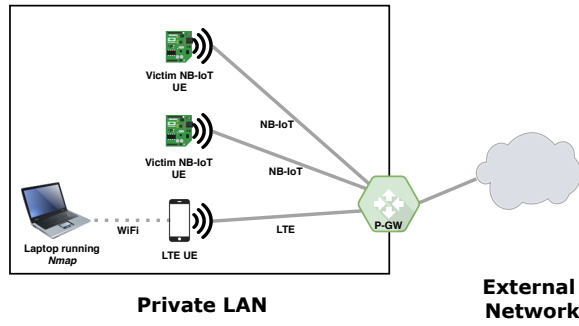 Victim NB-IoT
UE
NB-IoT
Victim NB-IoT
UE
NB-IoT
WiFi
LTE
P-GW
Laptop running
Nmap
LTE UE
Private LAN
External
Network